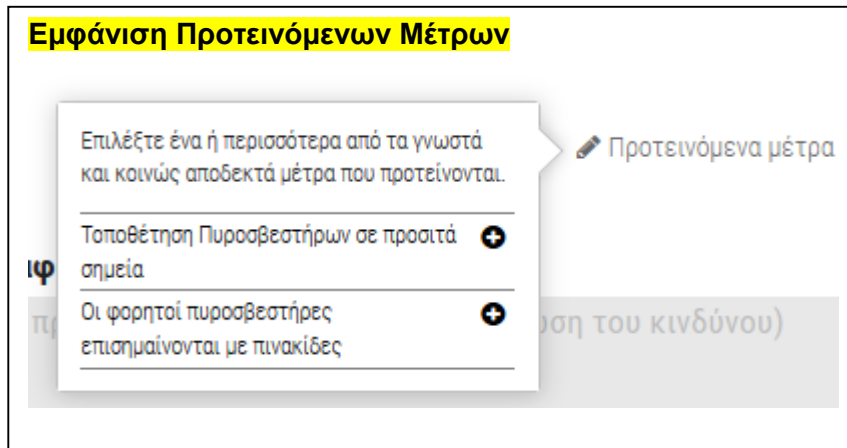 Εμφάνιση Προτεινόμενων Μέτρων
Επιλέξτε ένα ή περισσότερα από τα γνωστά
και κοινώς αποδεκτά μέτρα που προτείνονται.
Προτεινόμενα μέτρα
Τοποθέτηση Πυροσβεστήρων σε προσιτά
σημεία
Οι φορητοί πυροσβεστήρες
επισημαίνονται με πινακίδες
του κινδύνου)